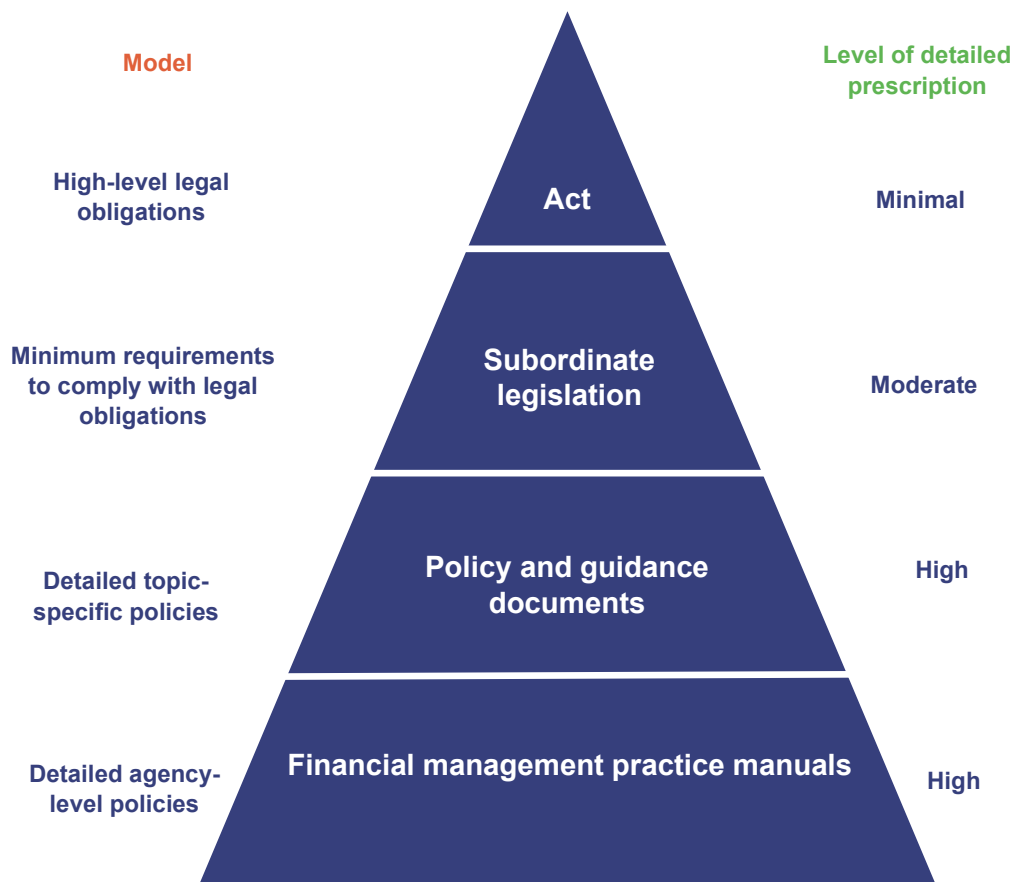 Model
Level of detailed
prescription
High-level legal
obligations
Act
Minimal
Minimum requirements
to comply with legal
obligations
Subordinate
legislation
Moderate
Detailed topic-
specific policies
Policy and guidance
documents
High
Detailed agency-
level policies
Financial management practice manuals
High